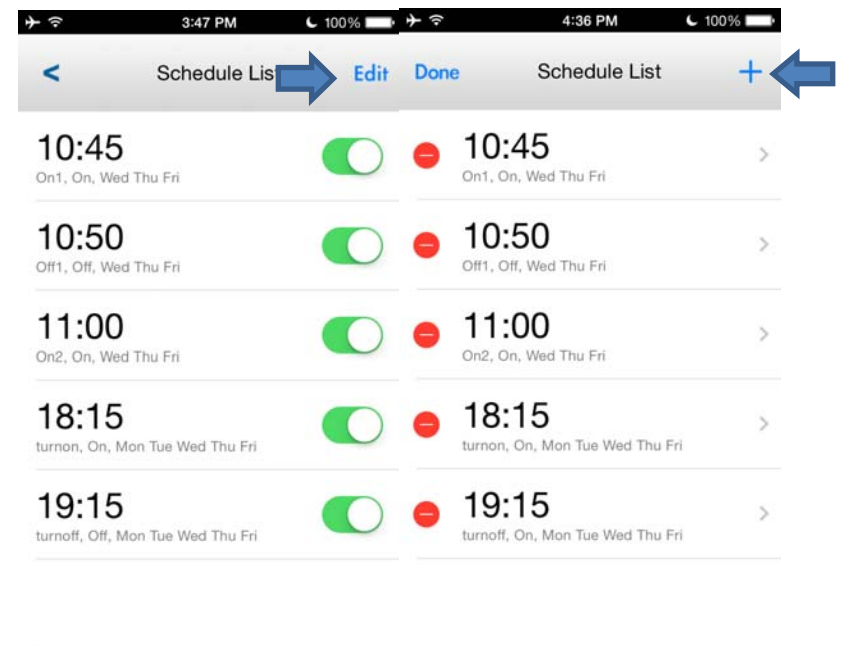 3:47 PM 100%
< Schedule Lis Edit
10:45
On1, On, Wed Thu Fri
10:50
Off1, Off, Wed Thu Fri
11:00
On2, On, Wed Thu Fri
18:15
turnon, On, Mon Tue Wed Thu Fri
19:15
turnoff, Off, Mon Tue Wed Thu Fri
4:36 PM 100%
Done Schedule List +
10:45
On1, On, Wed Thu Fri
10:50
Off1, Off, Wed Thu Fri
11:00
On2, On, Wed Thu Fri
18:15
turnon, On, Mon Tue Wed Thu Fri
19:15
turnoff, On, Mon Tue Wed Thu Fri